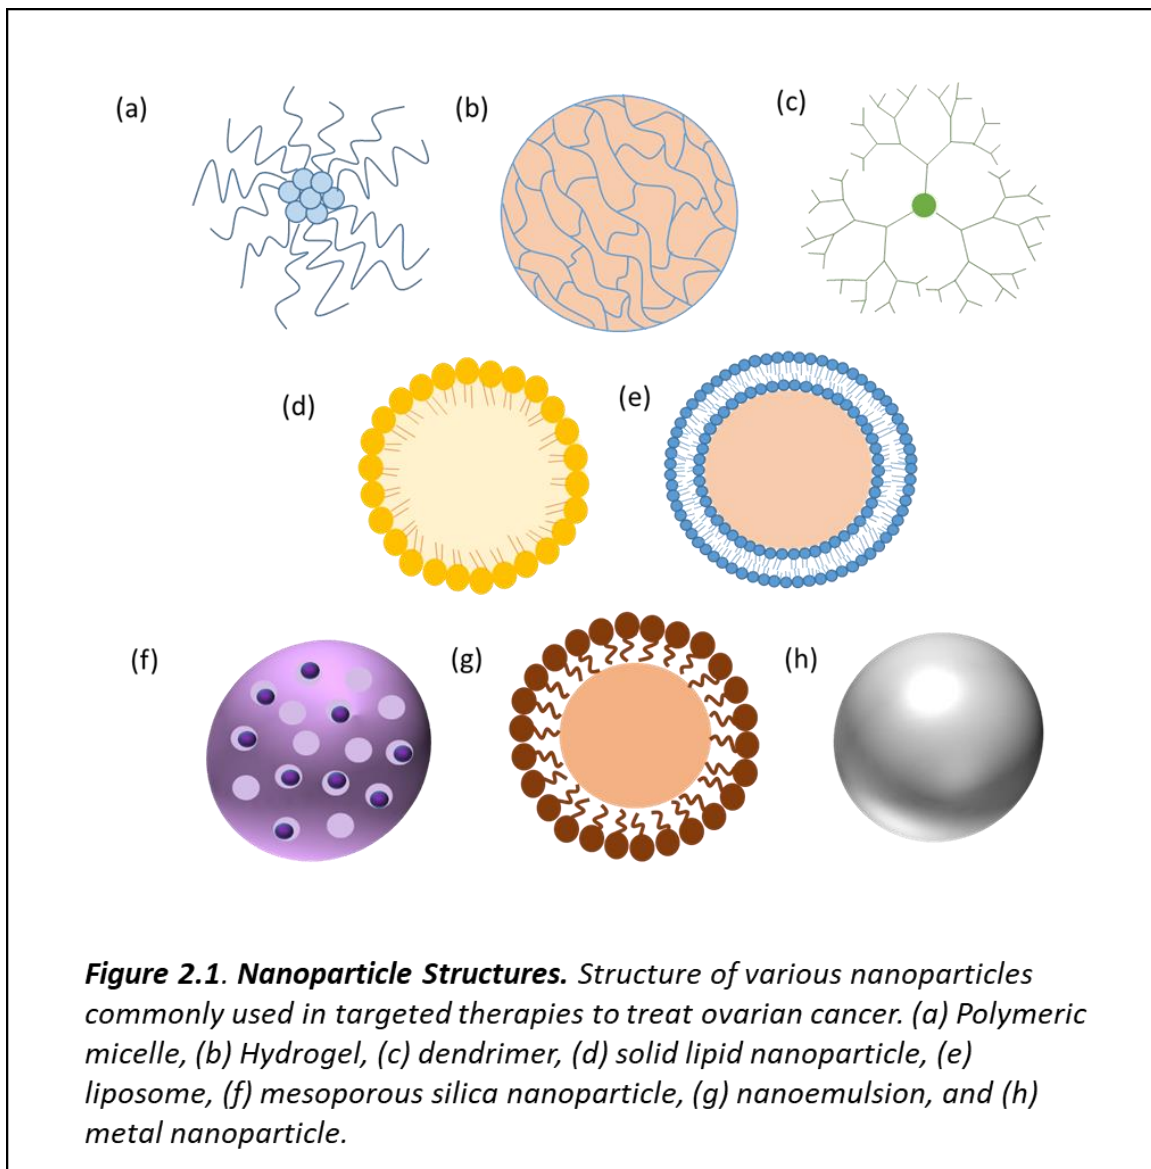 (a)
(b)
(c)
(d)
(e)
(f)
(g)
(h)
Figure 2.1. Nanoparticle Structures. Structure of various nanoparticles
commonly used in targeted therapies to treat ovarian cancer. (a) Polymeric
micelle, (b) Hydrogel, (c) dendrimer, (d) solid lipid nanoparticle, (e)
liposome, (f) mesoporous silica nanoparticle, (g) nanoemulsion, and (h)
metal nanoparticle.